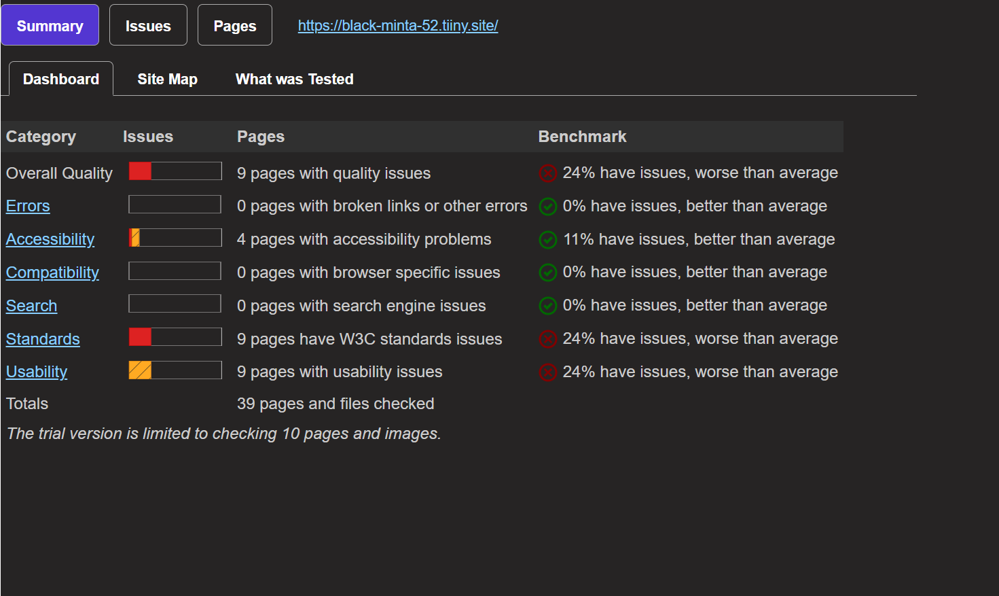 Summary Issues Pages https://black-minta-52.tiiny.site/
Dashboard Site Map What was Tested
Category Issues Pages Benchmark
Overall Quality 9 pages with quality issues 24% have issues, worse than average
Errors 0 pages with broken links or other errors 0% have issues, better than average
Accessibility 4 pages with accessibility problems 11% have issues, better than average
Compatibility 0 pages with browser specific issues 0% have issues, better than average
Search 0 pages with search engine issues 0% have issues, better than average
Standards 9 pages have W3C standards issues 24% have issues, worse than average
Usability 9 pages with usability issues 24% have issues, worse than average
Totals 39 pages and files checked
The trial version is limited to checking 10 pages and images.